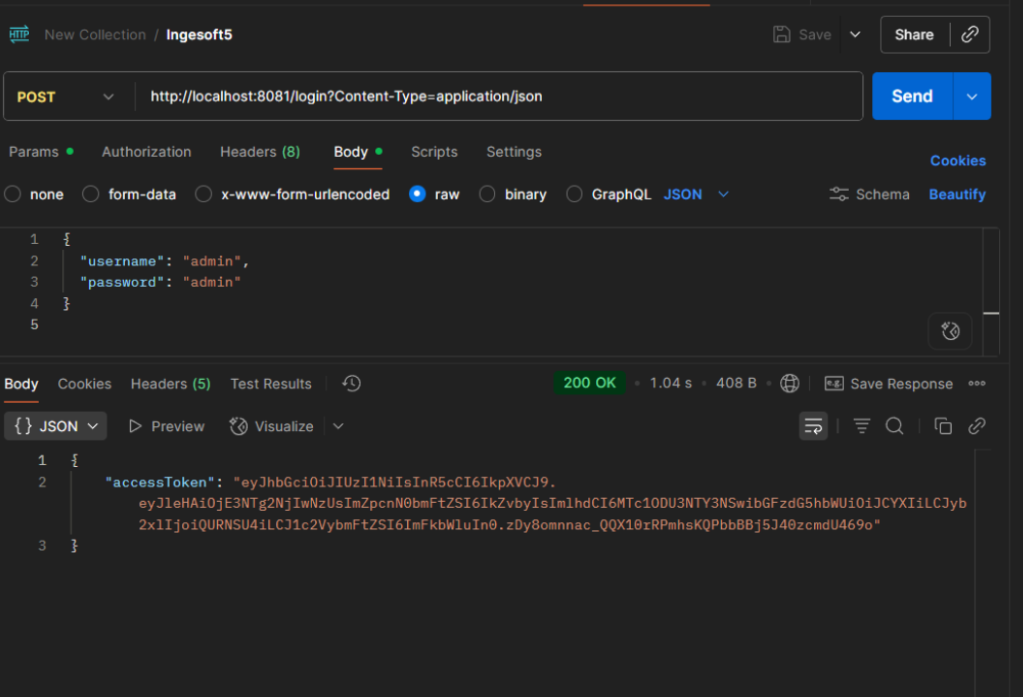 HTTP New Collection / Ingesoft5 Save Share
POST http://localhost:8081/login?Content-Type=application/json Send
Params Authorization Headers (8) Body Scripts Settings Cookies
none form-data x-www-form-urlencoded raw binary GraphQL JSON Schema Beautify
1 {
2 "username": "admin",
3 "password": "admin"
4 }
5
Body Cookies Headers (5) Test Results 200 OK • 1.04 s • 408 B • e.g. Save Response
{} JSON Preview Visualize
1 {
2 "accessToken": "eyJhbGciOiJIUzI1NiIsInR5cCI6IkpXVCJ9.
eyJleHAiOjE3NTg2NjIwNzUsImZpcnN0bmFtZSI6IkZvbyIsImlhdCI6MTc1ODU3NTY3NSwibGFzdG5hbWUiOiJCYXIiLCJyb
2xlIjoiQURNSU4iLCJ1c2VybmFtZSI6ImFkbWluIn0.zDy8omnnac_QQX10rRPmhsKQPbbBBj5J40zcmdU469o"
3 }